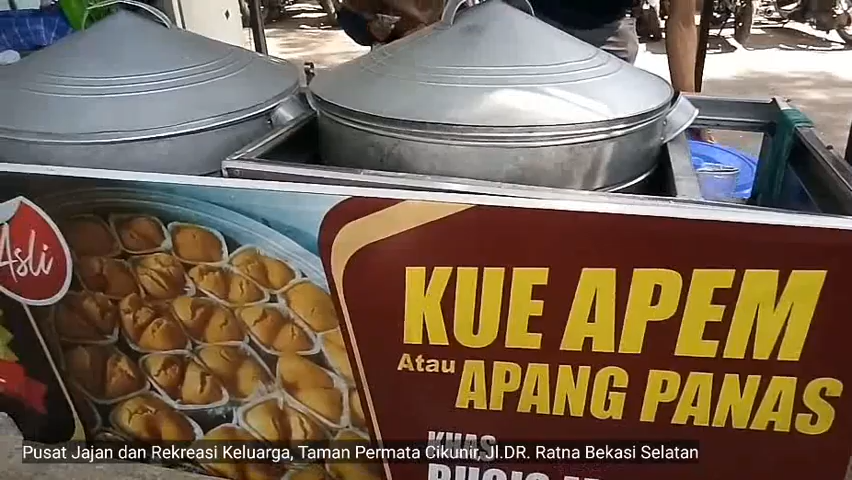 Asli
KUE APEM
Atau APANG PANAS
KHAS
Pusat Jajan dan Rekreasi Keluarga, Taman Permata Cikunir, Jl.DR. Ratna Bekasi Selatan